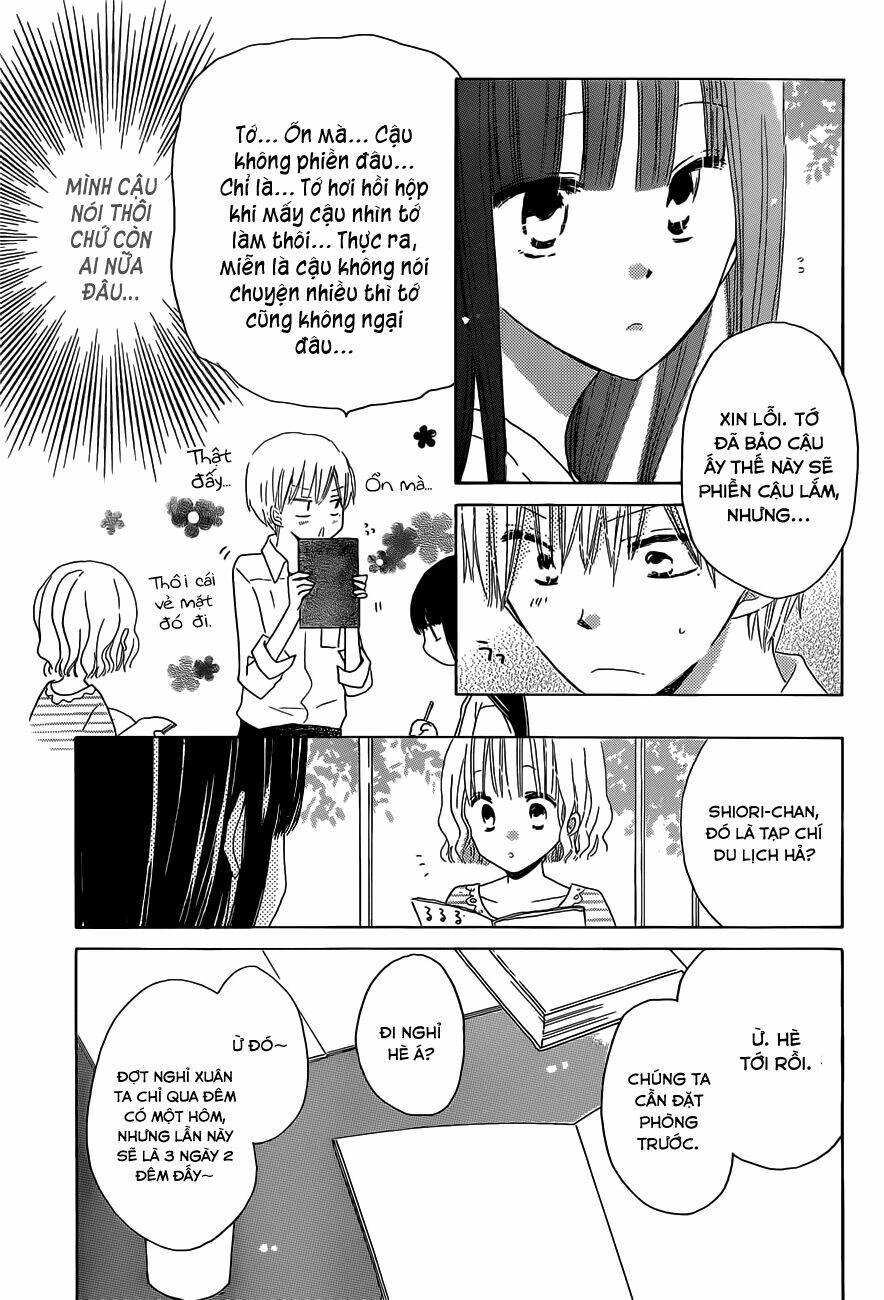 XIN LỖI. TỚ
ĐÃ BẢO CẬU
ẤY THẾ NÀY SẼ
PHIỀN CẬU LẮM,
NHƯNG...
Tớ... Ổn mà... Cậu
không phiền đâu...
Chỉ là... Tớ hơi hồi hộp
khi mấy cậu nhìn tớ
làm thôi... Thực ra,
miễn là cậu không nói
chuyện nhiều thì tớ
cũng không ngại
đâu...
MÌNH CẬU
NÓI THÔI
CHỨ CÒN
AI NỮA
ĐÂU...
Ổn mà...
Thật
đấy...
Thôi cái
vẻ mặt
đó đi.
SHIORI-CHAN,
ĐÓ LÀ TẠP CHÍ
DU LỊCH HẢ?
Ừ. HÈ
TỚI RỒI.
CHÚNG TA
CẦN ĐẶT
PHÒNG
TRƯỚC.
ĐI NGHỈ
HÈ Á?
Ừ ĐÓ~
ĐỢT NGHỈ XUÂN
TA CHỈ QUA ĐÊM
CÓ MỘT HÔM,
NHƯNG LẦN NÀY
SẼ LÀ 3 NGÀY 2
ĐÊM ĐẤY~